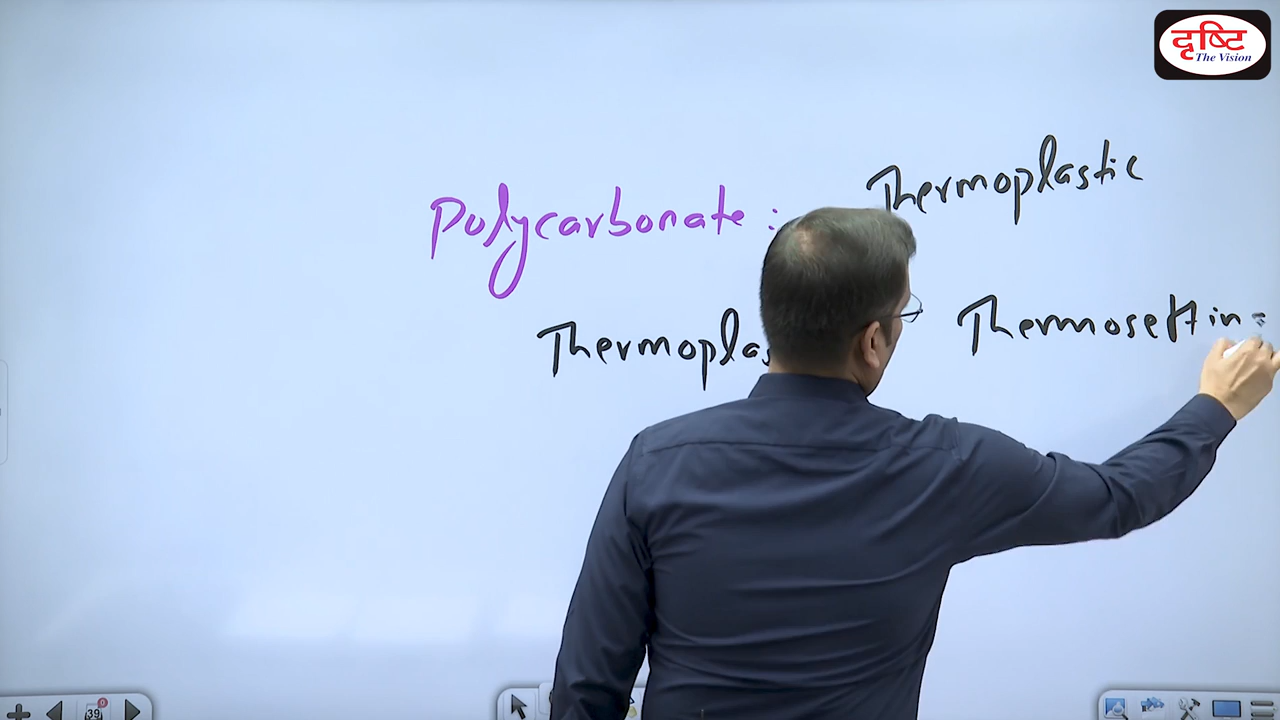 दृष्टि
The Vision
Polycarbonate : Thermoplastic
Thermoplas Thermosettin
39